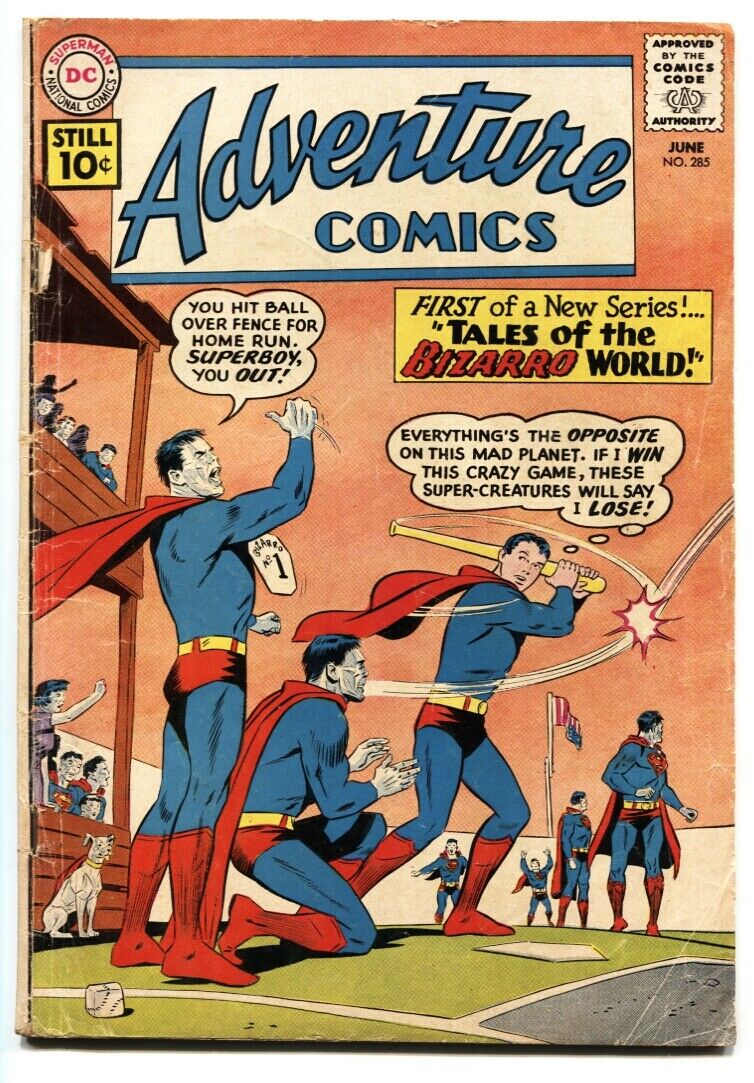 SUPERMAN
DC
NATIONAL COMICS
APPROVED
BY THE
COMICS
CODE
CA
AUTHORITY
STILL
10¢
Adventure
COMICS
JUNE
NO. 285
FIRST of a New Series!...
"TALES of the
BIZARRO WORLD!"
YOU HIT BALL
OVER FENCE FOR
HOME RUN.
SUPERBOY,
YOU OUT!
EVERYTHING'S THE OPPOSITE
ON THIS MAD PLANET. IF I WIN
THIS CRAZY GAME, THESE
SUPER-CREATURES WILL SAY
I LOSE!
BIZARRO
NO.
1